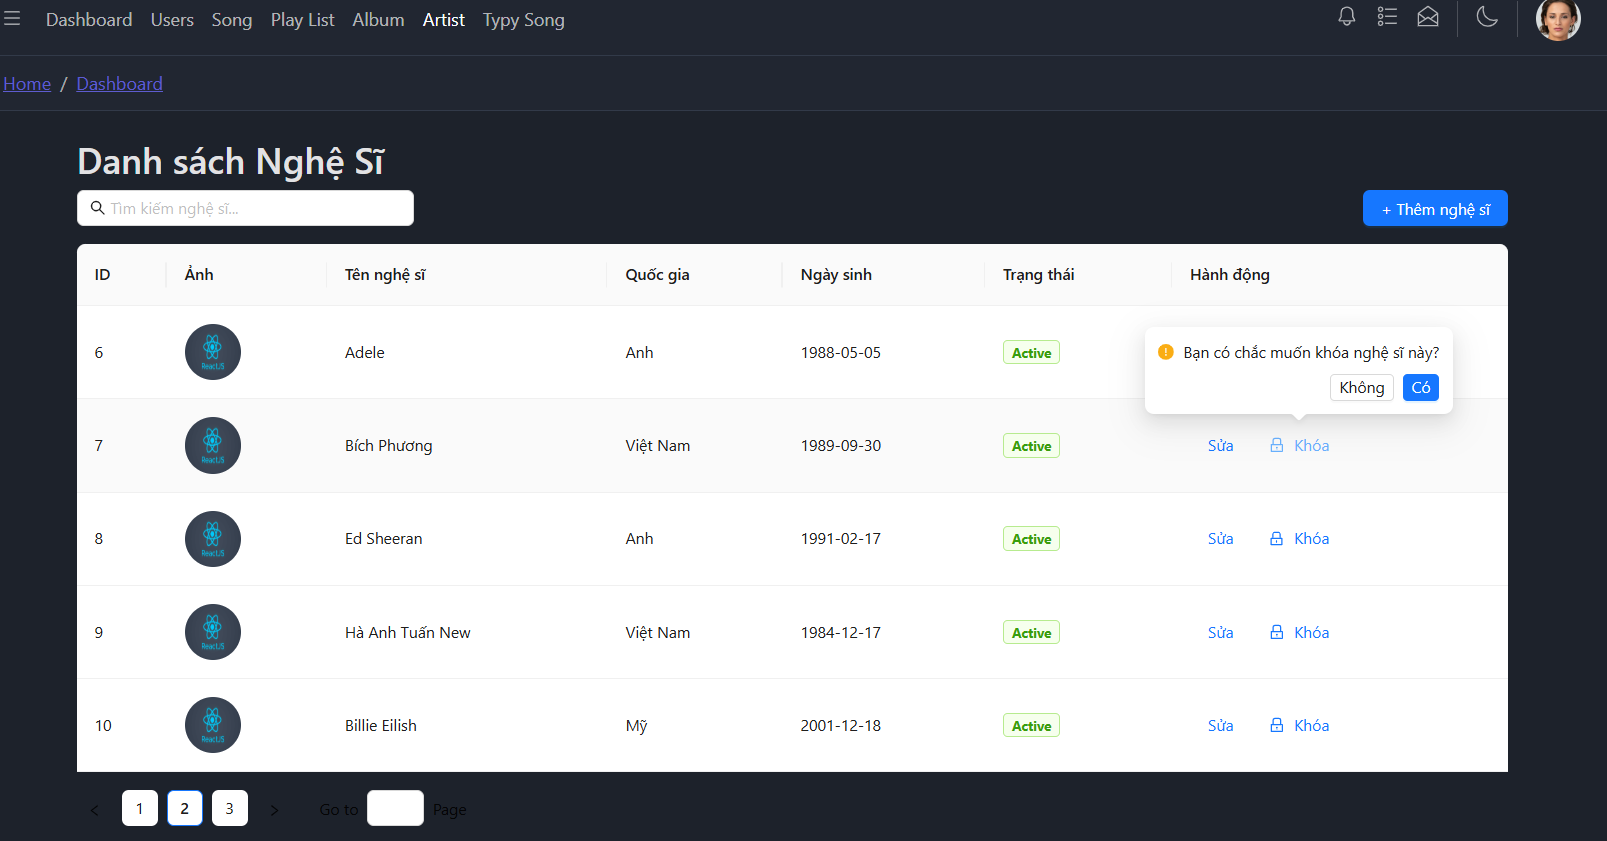 Dashboard Users Song Play List Album Artist Typy Song
Home / Dashboard
Danh sách Nghệ Sĩ
Tìm kiếm nghệ sĩ...
+ Thêm nghệ sĩ
ID Ảnh Tên nghệ sĩ Quốc gia Ngày sinh Trạng thái Hành động
6 ReactJS Adele Anh 1988-05-05 Active
Bạn có chắc muốn khóa nghệ sĩ này?
Không Có
7 ReactJS Bích Phương Việt Nam 1989-09-30 Active Sửa Khóa
8 ReactJS Ed Sheeran Anh 1991-02-17 Active Sửa Khóa
9 ReactJS Hà Anh Tuấn New Việt Nam 1984-12-17 Active Sửa Khóa
10 ReactJS Billie Eilish Mỹ 2001-12-18 Active Sửa Khóa
< 1 2 3 > Go to Page